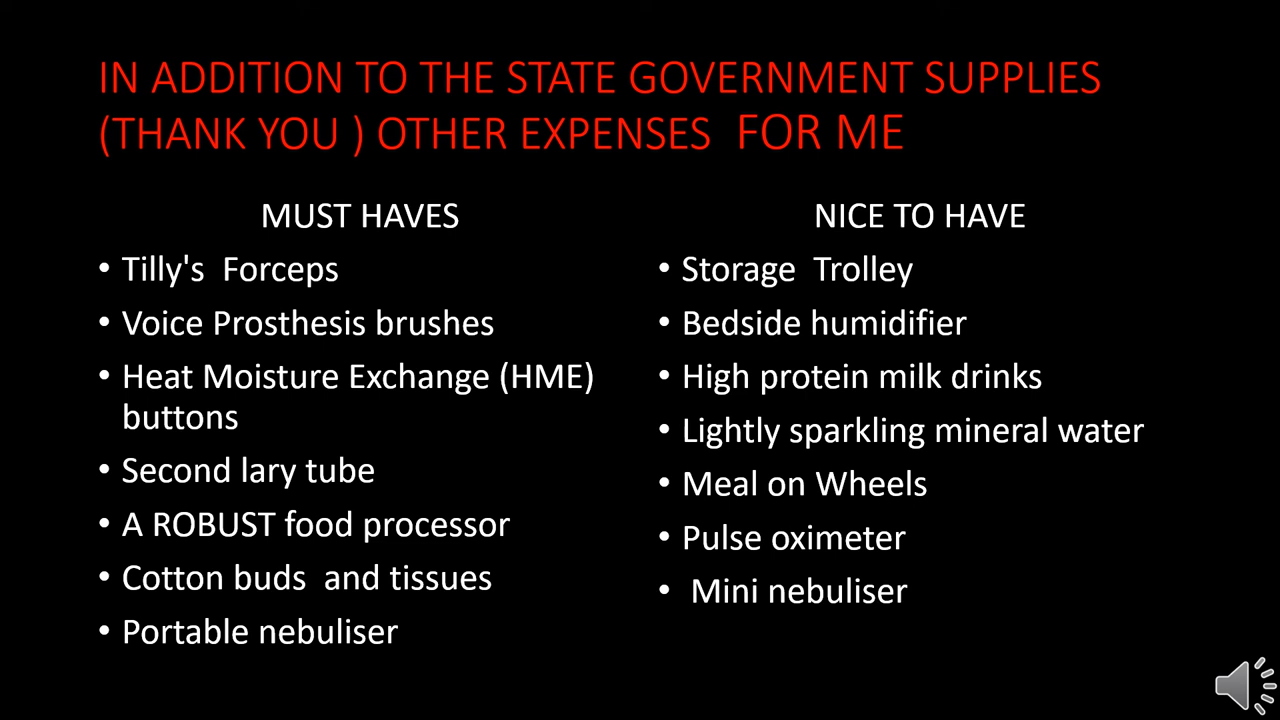 IN ADDITION TO THE STATE GOVERNMENT SUPPLIES
(THANK YOU ) OTHER EXPENSES  FOR ME
MUST HAVES
• Tilly's  Forceps
• Voice Prosthesis brushes
• Heat Moisture Exchange (HME)
buttons
• Second lary tube
• A ROBUST food processor
• Cotton buds  and tissues
• Portable nebuliser
NICE TO HAVE
• Storage  Trolley
• Bedside humidifier
• High protein milk drinks
• Lightly sparkling mineral water
• Meal on Wheels
• Pulse oximeter
•  Mini nebuliser